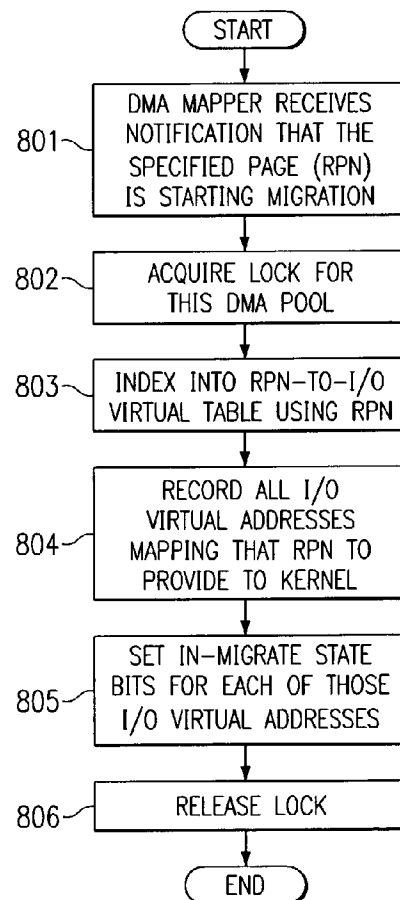 START
801
DMA MAPPER RECEIVES
NOTIFICATION THAT THE
SPECIFIED PAGE (RPN)
IS STARTING MIGRATION
802
ACQUIRE LOCK FOR
THIS DMA POOL
803
INDEX INTO RPN-TO-I/O
VIRTUAL TABLE USING RPN
804
RECORD ALL I/O
VIRTUAL ADDRESSES
MAPPING THAT RPN TO
PROVIDE TO KERNEL
805
SET IN-MIGRATE STATE
BITS FOR EACH OF THOSE
I/O VIRTUAL ADDRESSES
806
RELEASE LOCK
END